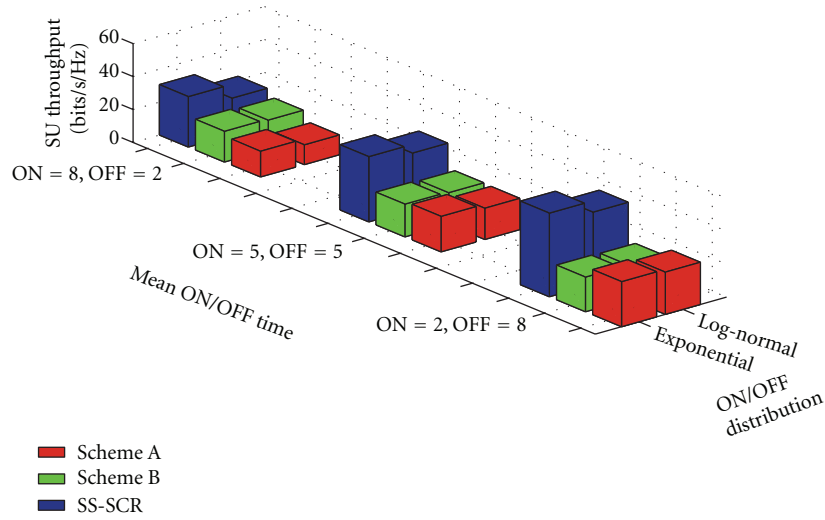 60
40
20
0
SU throughput
(bits/s/Hz)
ON = 8, OFF = 2
ON = 5, OFF = 5
ON = 2, OFF = 8
Mean ON/OFF time
Log-normal
Exponential
ON/OFF
distribution
Scheme A
Scheme B
SS-SCR